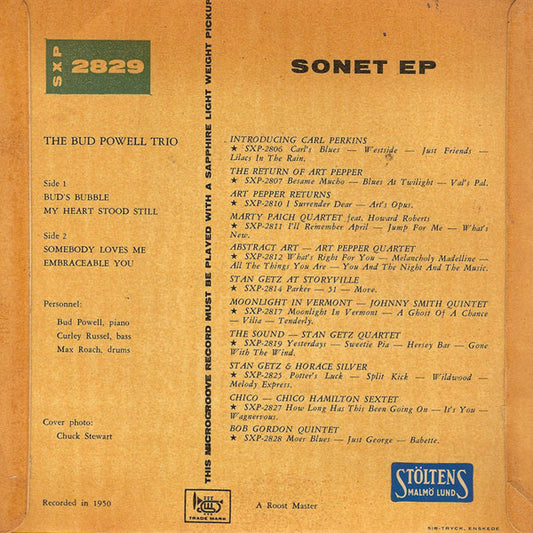 SXP 2829
THE BUD POWELL TRIO
Side 1
BUD'S BUBBLE
MY HEART STOOD STILL
Side 2
SOMEBODY LOVES ME
EMBRACEABLE YOU
Personnel:
Bud Powell, piano
Curley Russel, bass
Max Roach, drums
Cover photo:
Chuck Stewart
Recorded in 1950
THIS MICROGROOVE RECORD MUST BE PLAYED WITH A SAPPHIRE LIGHT WEIGHT PICKUP
TRADE MARK
SONET EP
INTRODUCING CARL PERKINS
★ SXP-2806 Carl's Blues — Westside — Just Friends —
Lilacs In The Rain.
THE RETURN OF ART PEPPER
★ SXP-2807 Besame Mucho — Blues At Twilight — Val's Pal.
ART PEPPER RETURNS
★ SXP-2810 I Surrender Dear — Art's Opus.
MARTY PAICH QUARTET feat. Howard Roberts
★ SXP-2811 I'll Remember April — Jump For Me — What's
New.
ABSTRACT ART — ART PEPPER QUARTET
★ SXP-2812 What's Right For You — Melancholy Madelline —
All The Things You Are — You And The Night And The Music.
STAN GETZ AT STORYVILLE
★ SXP-2814 Parker — 51 — Move.
MOONLIGHT IN VERMONT — JOHNNY SMITH QUINTET
★ SXP-2817 Moonlight In Vermont — A Ghost Of A Chance
— Vilia — Tenderly.
THE SOUND — STAN GETZ QUARTET
★ SXP-2819 Yesterdays — Sweetie Pia — Hersey Bar — Gone
With The Wind.
STAN GETZ & HORACE SILVER
★ SXP-2825 Potter's Luck — Split Kick — Wildwood —
Melody Express.
CHICO — CHICO HAMILTON SEXTET
★ SXP-2827 How Long Has This Been Going On — It's You —
Wagnervous.
BOB GORDON QUINTET
★ SXP-2828 Moer Blues — Just George — Babette.
A Roost Master
STÖLTENS
MALMÖ LUND
SIB-TRYCK, ENSKEDE